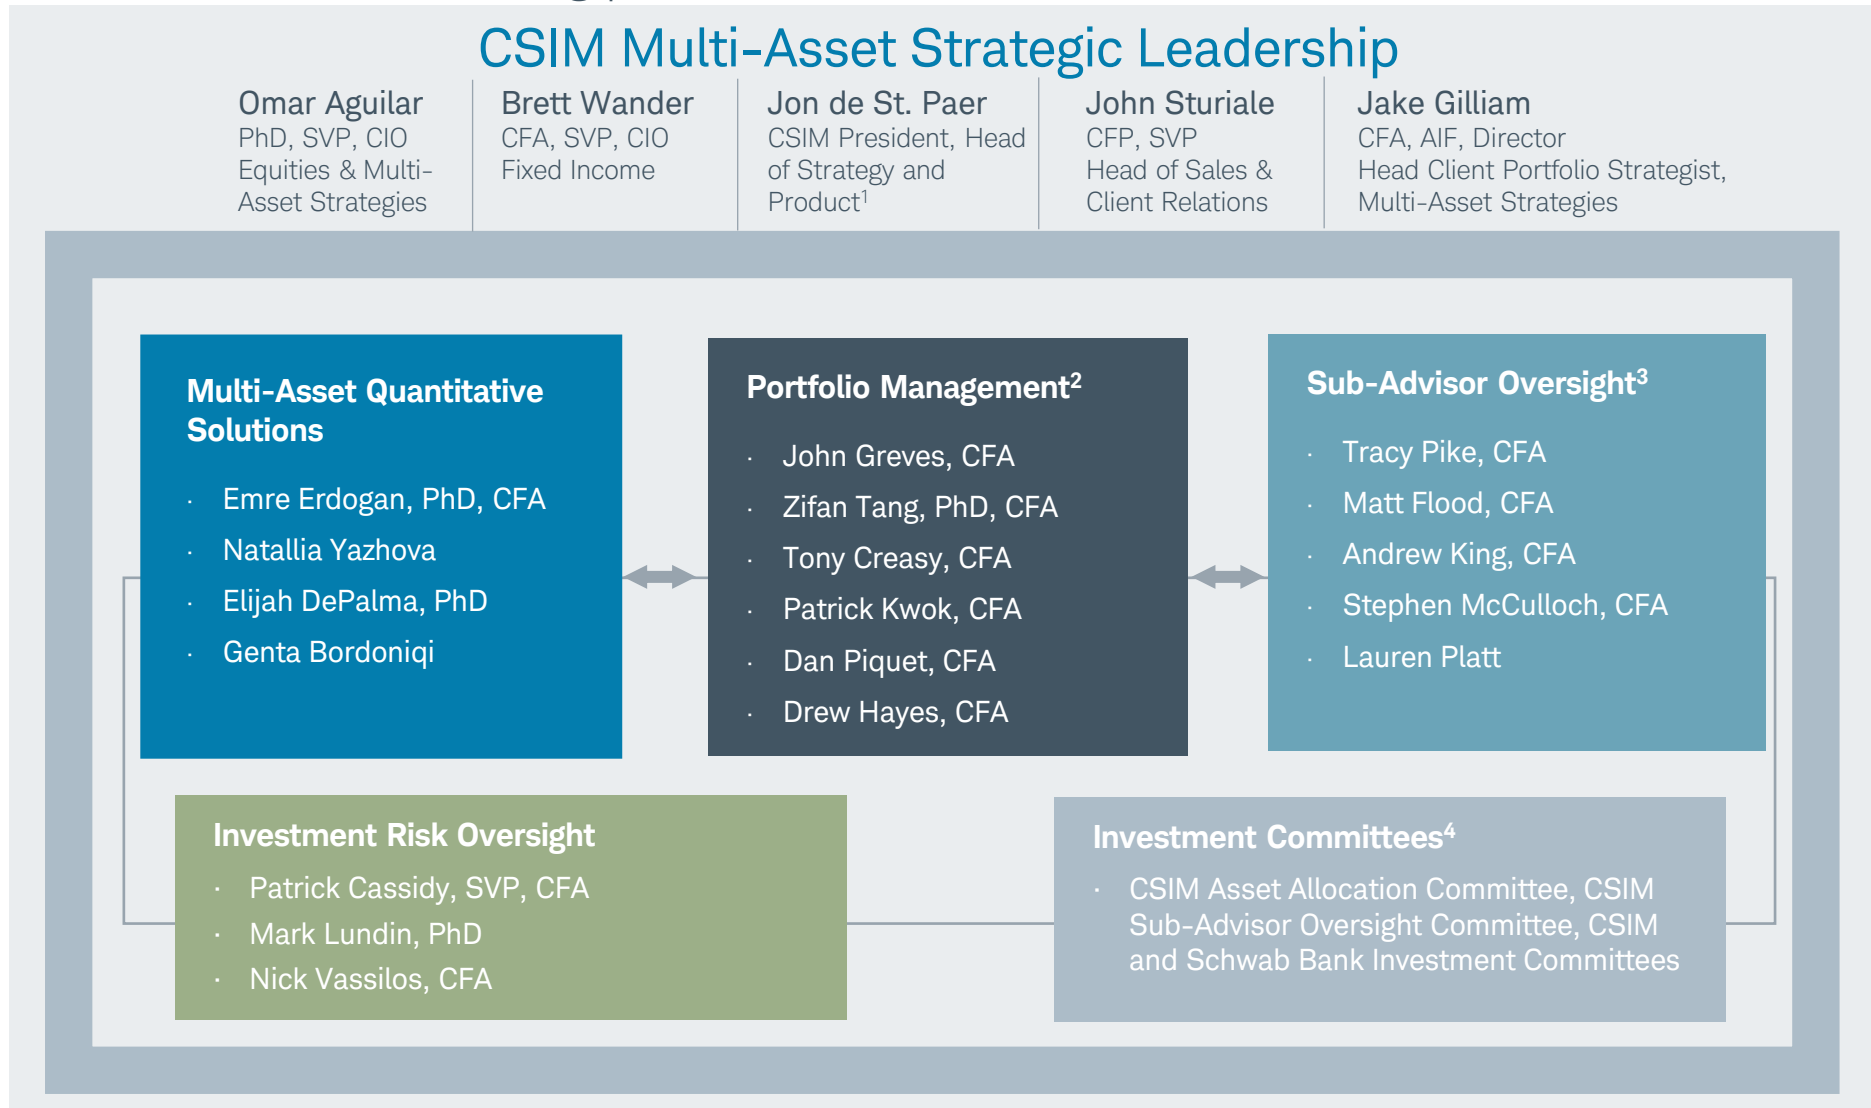 CSIM Multi-Asset Strategic Leadership
Omar Aguilar
PhD, SVP, CIO
Equities & Multi-
Asset Strategies
Brett Wander
CFA, SVP, CIO
Fixed Income
Jon de St. Paer
CSIM President, Head
of Strategy and
Product¹
John Sturiale
CFP, SVP
Head of Sales &
Client Relations
Jake Gilliam
CFA, AIF, Director
Head Client Portfolio Strategist,
Multi-Asset Strategies
Multi-Asset Quantitative
Solutions
· Emre Erdogan, PhD, CFA
· Natallia Yazhova
· Elijah DePalma, PhD
· Genta Bordoniqi
Portfolio Management²
· John Greves, CFA
· Zifan Tang, PhD, CFA
· Tony Creasy, CFA
· Patrick Kwok, CFA
· Dan Piquet, CFA
· Drew Hayes, CFA
Sub-Advisor Oversight³
· Tracy Pike, CFA
· Matt Flood, CFA
· Andrew King, CFA
· Stephen McCulloch, CFA
· Lauren Platt
Investment Risk Oversight
· Patrick Cassidy, SVP, CFA
· Mark Lundin, PhD
· Nick Vassilos, CFA
Investment Committees⁴
· CSIM Asset Allocation Committee, CSIM
Sub-Advisor Oversight Committee, CSIM
and Schwab Bank Investment Committees